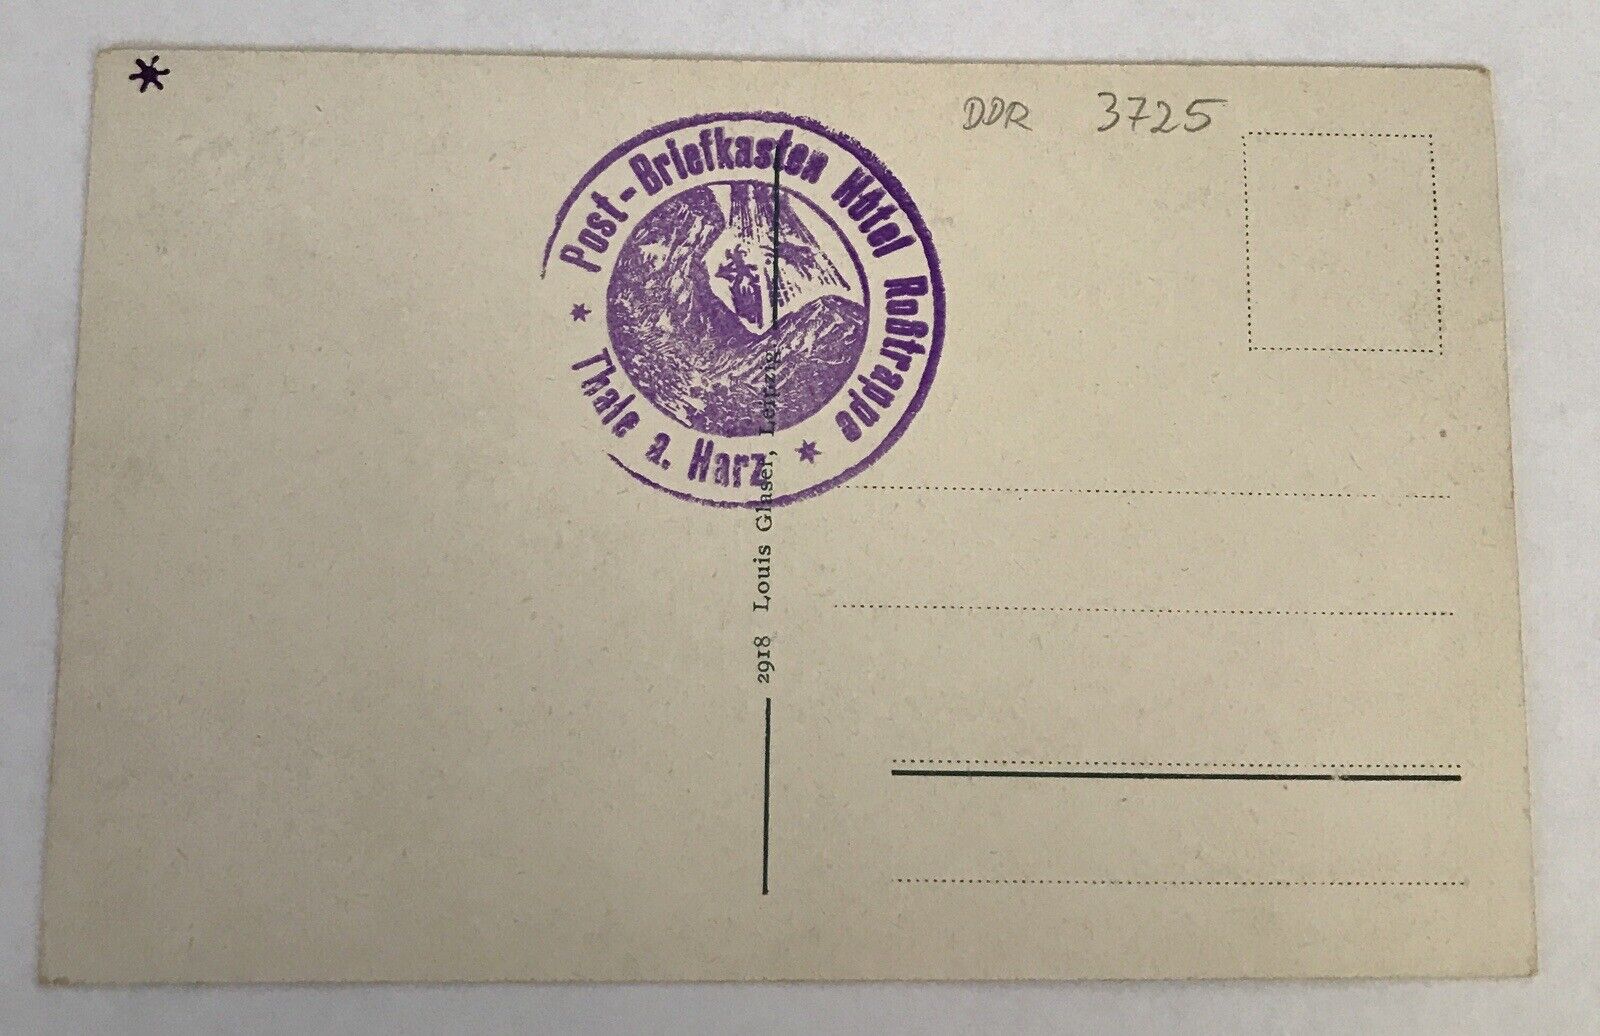 DDR 3725
Post-Briefkasten Hôtel Roßtrappe
* Thale a. Harz *
2918 Louis Glaser, Leipzig